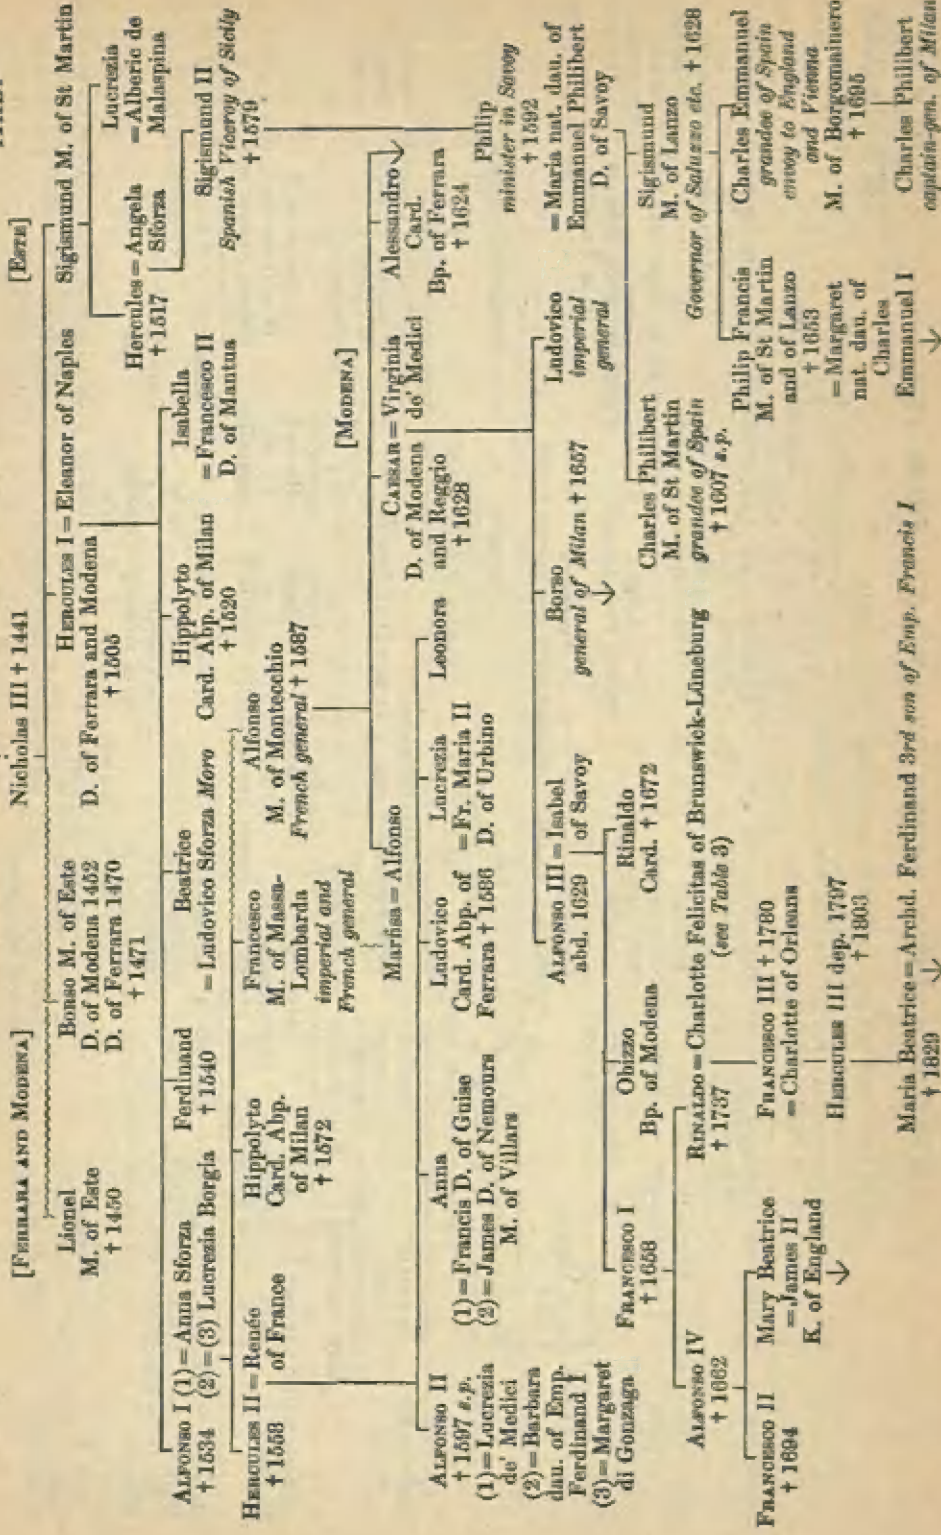 [FERRARA AND MODENA]
[ESTE]
Nicholas III † 1441
Lionel
M. of Este
† 1450
Borso M. of Este
D. of Modena 1452
D. of Ferrara 1470
† 1471
HERCULES I = Eleanor of Naples
D. of Ferrara and Modena
† 1505
Sigismund M. of St Martin
Hercules = Angela
† 1517 Sforza
Lucrezia
= Alberic de
Malaspina
ALFONSO I (1) = Anna Sforza
† 1534 (2) = (3) Lucrezia Borgia
Ferdinand
† 1540
Beatrice
= Ludovico Sforza Moro
Hippolyto
Card. Abp. of Milan
† 1520
Isabella
= Francesco II
D. of Mantua
Sigismund II
Spanish Viceroy of Sicily
† 1579
HERCULES II = Renée
† 1558 of France
Hippolyto
Card. Abp.
of Milan
† 1572
Francesco
M. of Massa-
Lombarda
imperial and
French general
Alfonso
M. of Montecchio
French general † 1587
[MODENA]
Marfisa = Alfonso
CAESAR = Virginia
D. of Modena de' Medici
and Reggio
† 1628
Alessandro
Card.
Bp. of Ferrara
† 1624
Philip
minister in Savoy
† 1592
= Maria nat. dau. of
Emmanuel Philibert
D. of Savoy
ALFONSO II
† 1597 s.p.
(1) = Lucrezia
de' Medici
(2) = Barbara
dau. of Emp.
Ferdinand I
(3) = Margaret
di Gonzaga
Anna
(1) = Francis D. of Guise
(2) = James D. of Nemours
M. of Villars
Ludovico
Card. Abp. of
Ferrara † 1586
Lucrezia
= Fr. Maria II
D. of Urbino
Leonora
ALFONSO III = Isabel
abd. 1629 of Savoy
Borso
general of Milan † 1657
Ludovico
imperial
general
Charles Philibert
M. of St Martin
grandee of Spain
† 1607 s.p.
Sigismund
M. of Lanzo
Governor of Saluzzo etc. † 1628
FRANCESCO I
† 1658
Obizzo
Bp. of Modena
Rinaldo
Card. † 1672
Philip Francis
M. of St Martin
and of Lanzo
† 1653
= Margaret
nat. dau. of
Charles
Emmanuel I
Charles Emmanuel
grandee of Spain
envoy to England
and Vienna
M. of Borgomainero
† 1695
ALFONSO IV
† 1662
RINALDO = Charlotte Felicitas of Brunswick-Lüneburg
† 1737 (see Table 3)
FRANCESCO II
† 1694
Mary Beatrice
= James II
K. of England
FRANCESCO III † 1780
= Charlotte of Orleans
HERCULES III dep. 1797
† 1803
Maria Beatrice = Archd. Ferdinand 3rd son of Emp. Francis I
† 1829
Charles Philibert
captain-gen. of Milan